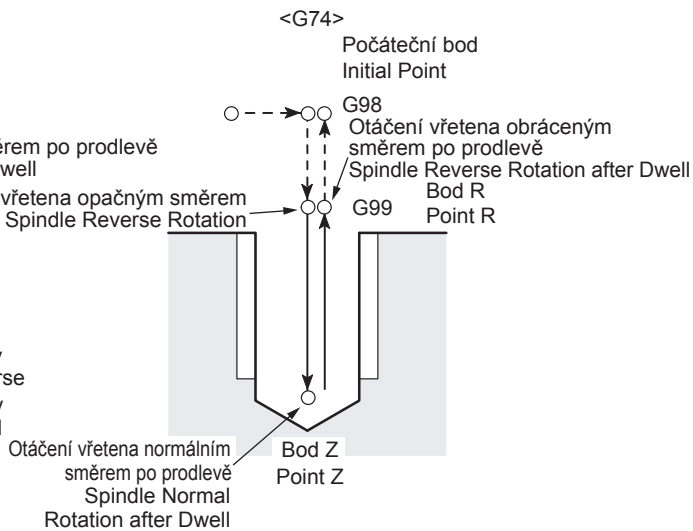 <G74>
Počáteční bod
Initial Point
G98
Otáčení vřetena obráceným
směrem po prodlevě
Spindle Reverse Rotation after Dwell
směrem po prodlevě
vřetena opačným směrem
Spindle Reverse Rotation
G99
Bod R
Point R
Otáčení vřetena normálním
směrem po prodlevě
Spindle Normal
Rotation after Dwell
Bod Z
Point Z